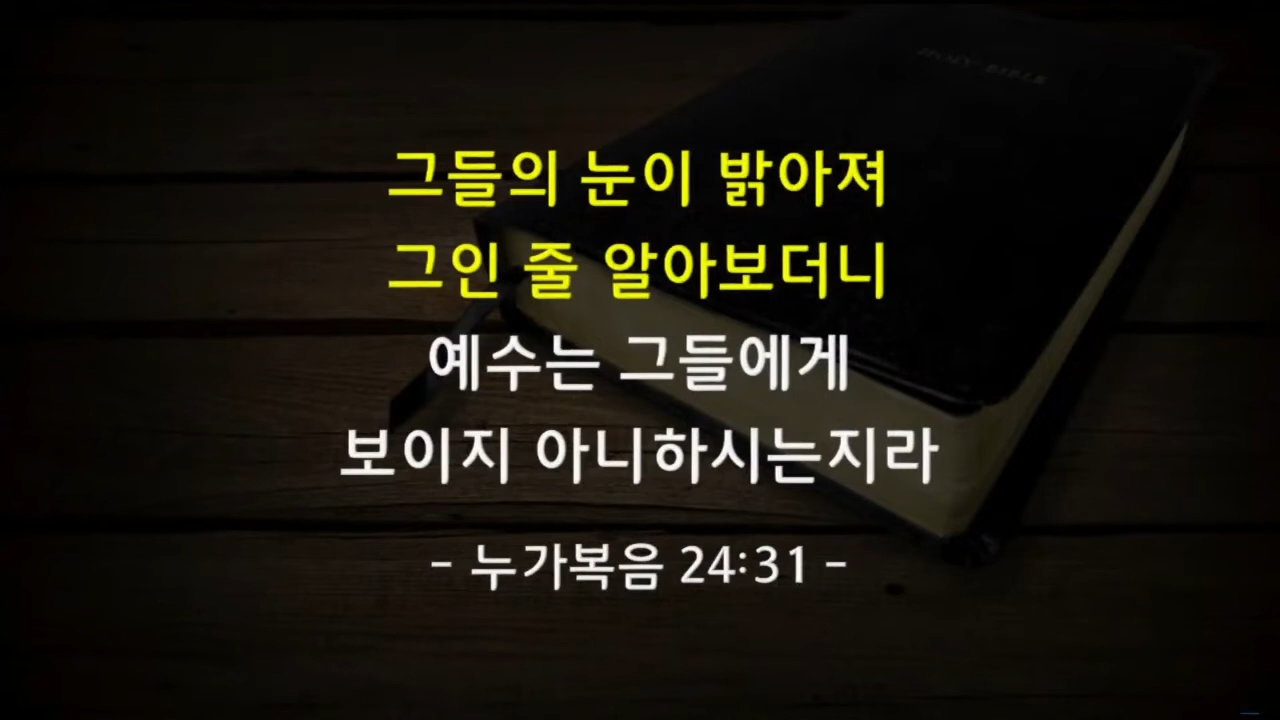 HOLY BIBLE
그들의 눈이 밝아져
그인 줄 알아보더니
예수는 그들에게
보이지 아니하시는지라
- 누가복음 24:31 -